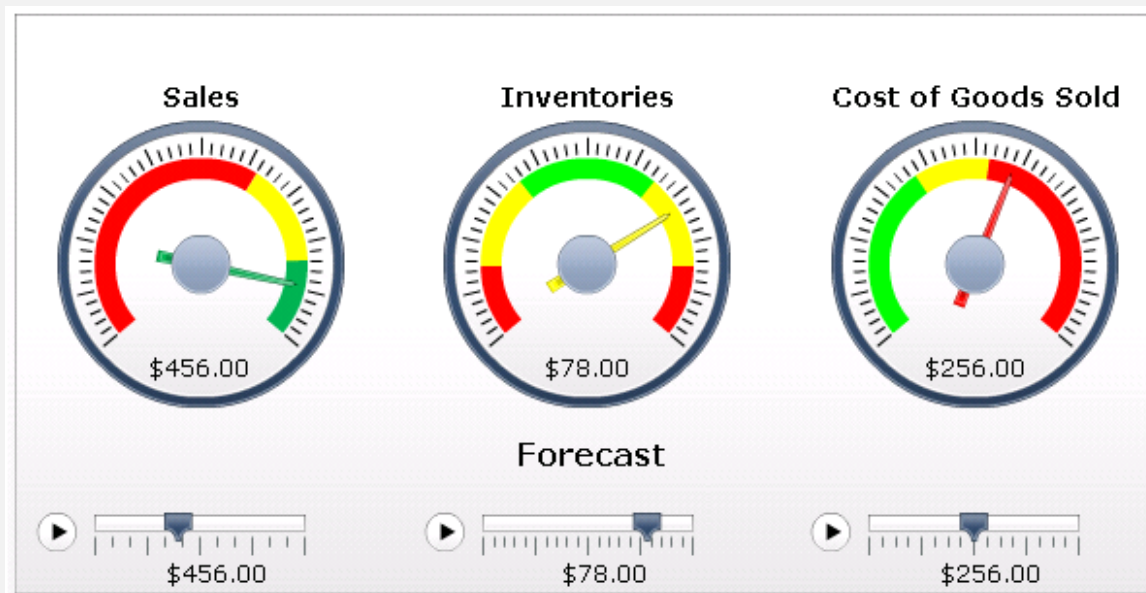 Sales
Inventories
Cost of Goods Sold
$456.00
$78.00
$256.00
Forecast
$456.00
$78.00
$256.00